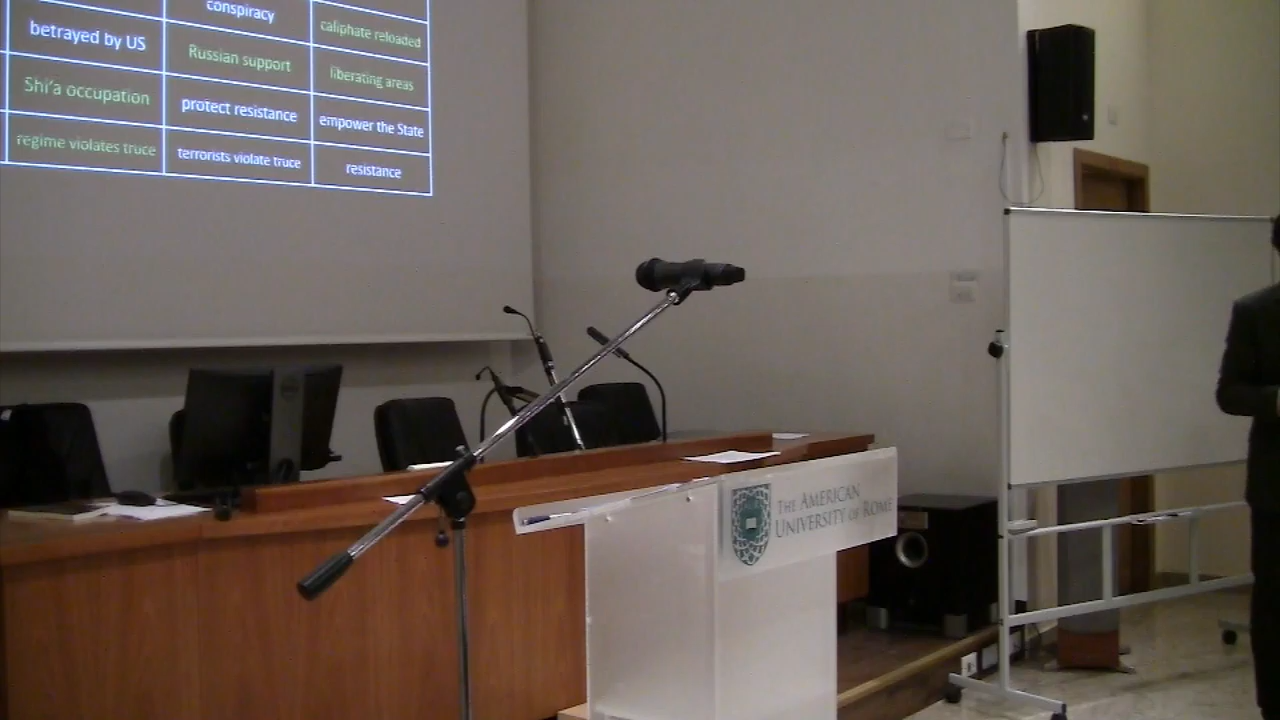 conspiracy
caliphate reloaded
betrayed by US
Russian support
liberating areas
Shi'a occupation
protect resistance
empower the State
regime violates truce
terrorists violate truce
resistance
THE AMERICAN
UNIVERSITY OF ROME